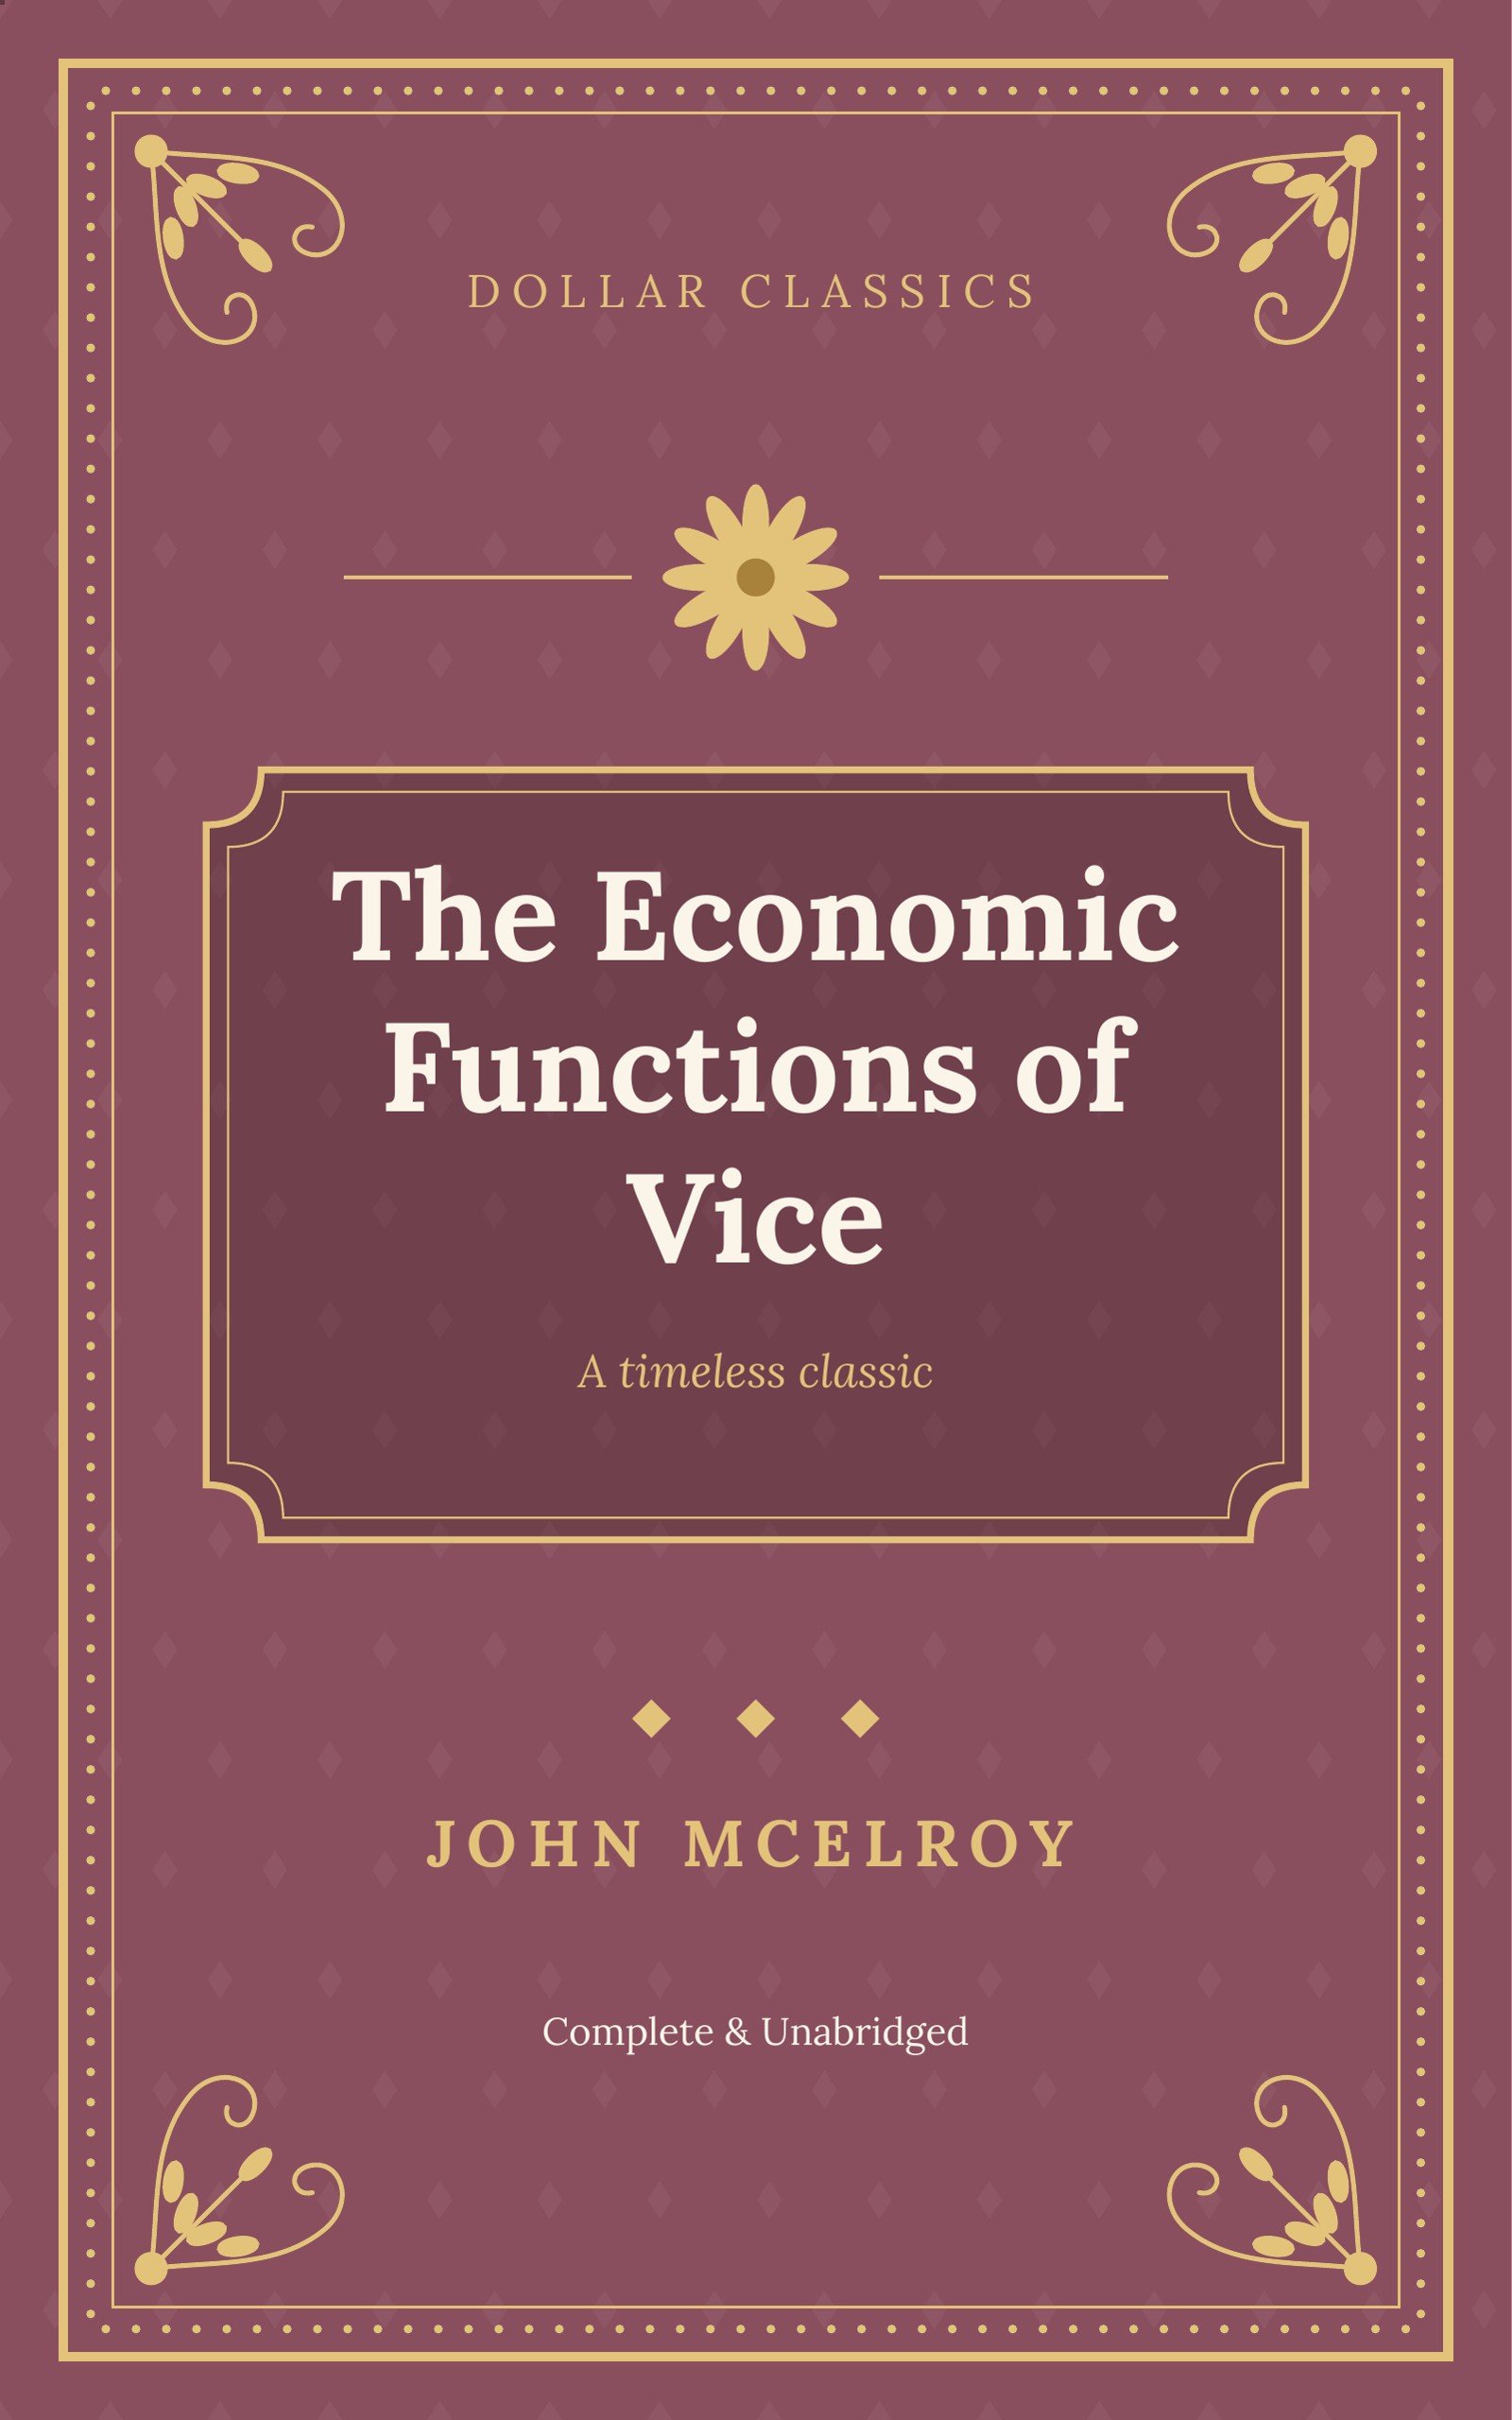 DOLLAR CLASSICS
The Economic
Functions of
Vice
A timeless classic
JOHN MCELROY
Complete & Unabridged